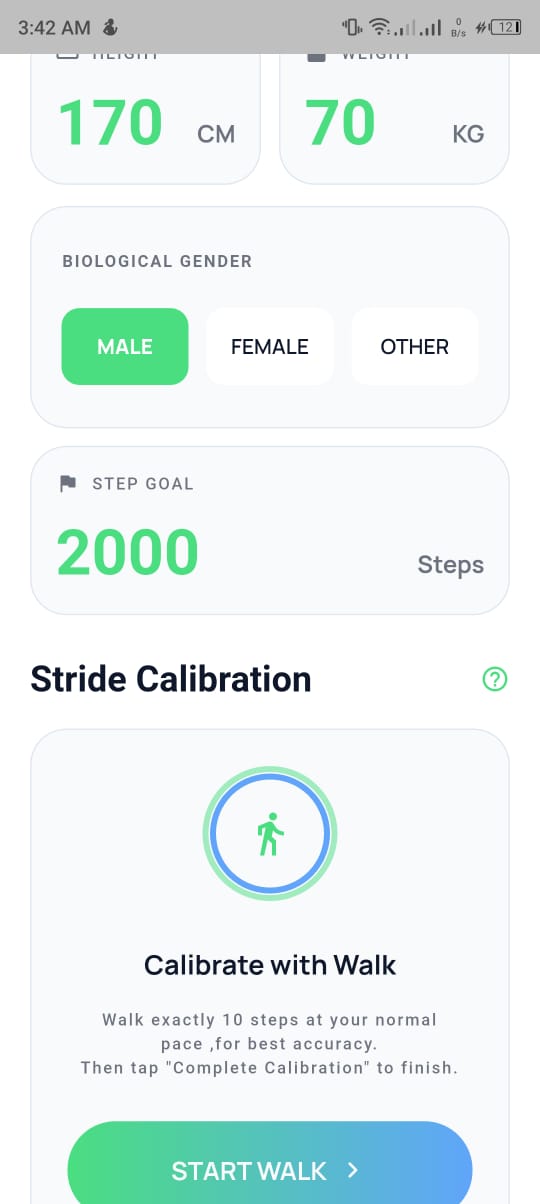 3:42 AM
0
B/s
12
HEIGHT
WEIGHT
170 CM
70 KG
BIOLOGICAL GENDER
MALE
FEMALE
OTHER
STEP GOAL
2000
Steps
Stride Calibration
?
Calibrate with Walk
Walk exactly 10 steps at your normal
pace ,for best accuracy.
Then tap "Complete Calibration" to finish.
START WALK